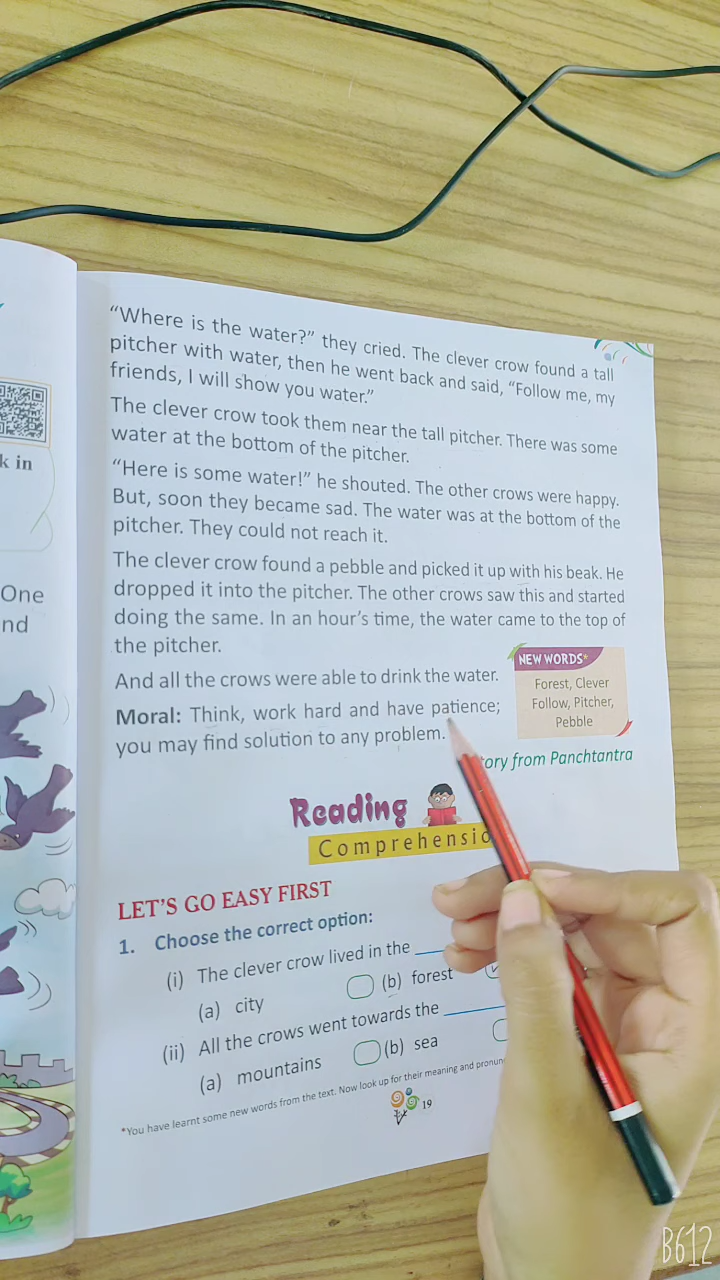 "Where is the water?" they cried. The clever crow found a tall
pitcher with water, then he went back and said, "Follow me, my
friends, I will show you water."
The clever crow took them near the tall pitcher. There was some
water at the bottom of the pitcher.
"Here is some water!" he shouted. The other crows were happy.
But, soon they became sad. The water was at the bottom of the
pitcher. They could not reach it.
The clever crow found a pebble and picked it up with his beak. He
dropped it into the pitcher. The other crows saw this and started
doing the same. In an hour's time, the water came to the top of
the pitcher.
And all the crows were able to drink the water.
Moral: Think, work hard and have patience;
you may find solution to any problem.
NEW WORDS*
Forest, Clever
Follow, Pitcher,
Pebble
from Panchtantra
Reading
LET'S GO EASY FIRST
1. Choose the correct option:
(i) The clever crow lived in the
(a) city
(b) forest
(ii) All the crows went towards the
(a) mountains
(b) sea
*You have learnt some new words from the text. Now look up for their meaning and
19
k in
One
nd
B612